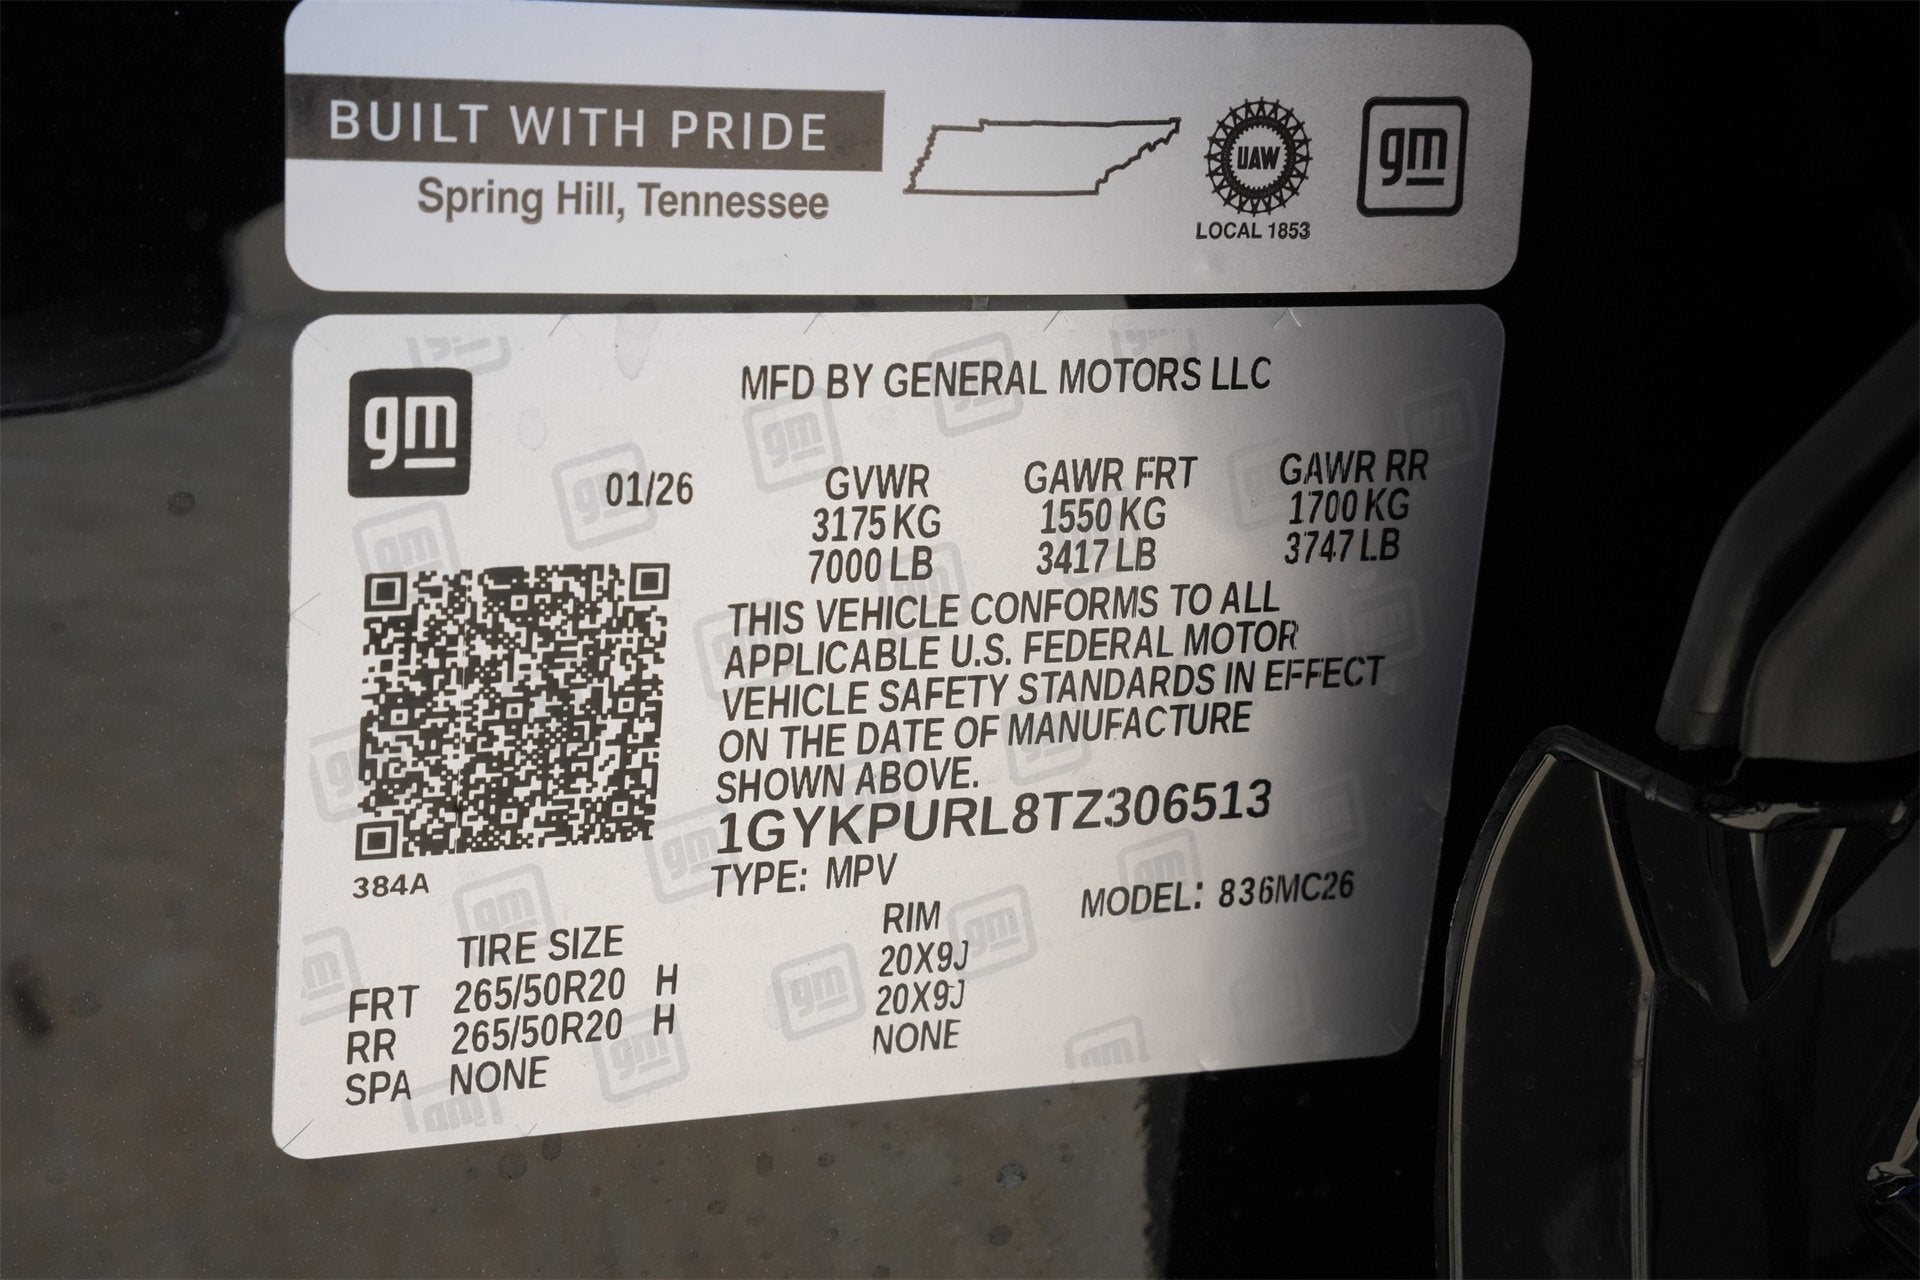 BUILT WITH PRIDE
Spring Hill, Tennessee
UAW
LOCAL 1853
gm
gm
MFD BY GENERAL MOTORS LLC
01/26
GVWR GAWR FRT GAWR RR
3175 KG 1550 KG 1700 KG
7000 LB 3417 LB 3747 LB
THIS VEHICLE CONFORMS TO ALL
APPLICABLE U.S. FEDERAL MOTOR
VEHICLE SAFETY STANDARDS IN EFFECT
ON THE DATE OF MANUFACTURE
SHOWN ABOVE.
1GYKPURL8TZ306513
TYPE: MPV MODEL: 836MC26
384A
TIRE SIZE RIM
FRT 265/50R20 H 20X9J
RR 265/50R20 H 20X9J
SPA NONE NONE